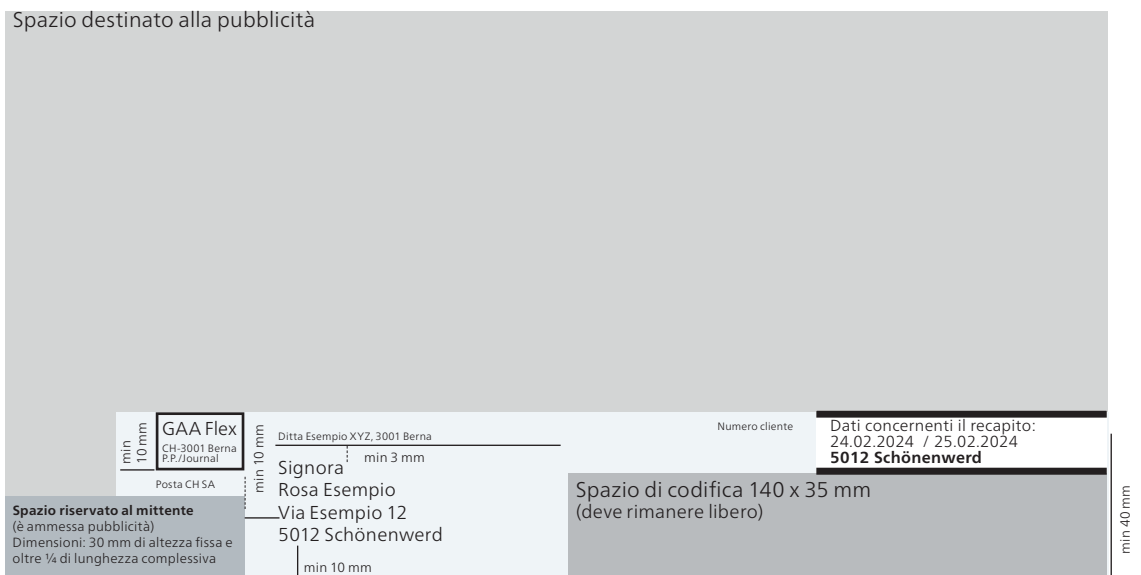 Spazio destinato alla pubblicità
min
10 mm
GAA Flex
CH-3001 Berna
P.P./Journal
Posta CH SA
min 10 mm
Ditta Esempio XYZ, 3001 Berna
min 3 mm
Signora
Rosa Esempio
Via Esempio 12
5012 Schönenwerd
min 10 mm
Numero cliente
Dati concernenti il recapito:
24.02.2024 / 25.02.2024
5012 Schönenwerd
Spazio riservato al mittente
(è ammessa pubblicità)
Dimensioni: 30 mm di altezza fissa e
oltre ¼ di lunghezza complessiva
Spazio di codifica 140 x 35 mm
(deve rimanere libero)
min 40 mm